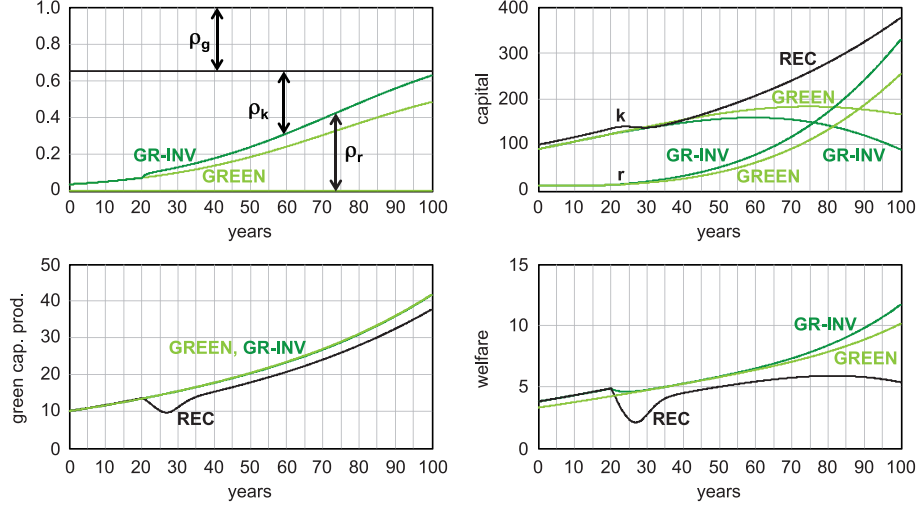 1.0
0.8
0.6
0.4
0.2
0
ρg
ρk
ρr
GR-INV
GREEN
0 10 20 30 40 50 60 70 80 90 100
years
capital
400
300
200
100
0
REC
GREEN
k
GR-INV
GR-INV
r
GREEN
0 10 20 30 40 50 60 70 80 90 100
years
green cap. prod.
50
40
30
20
10
0
GREEN, GR-INV
REC
0 10 20 30 40 50 60 70 80 90 100
years
welfare
15
10
5
0
GR-INV
GREEN
REC
0 10 20 30 40 50 60 70 80 90 100
years